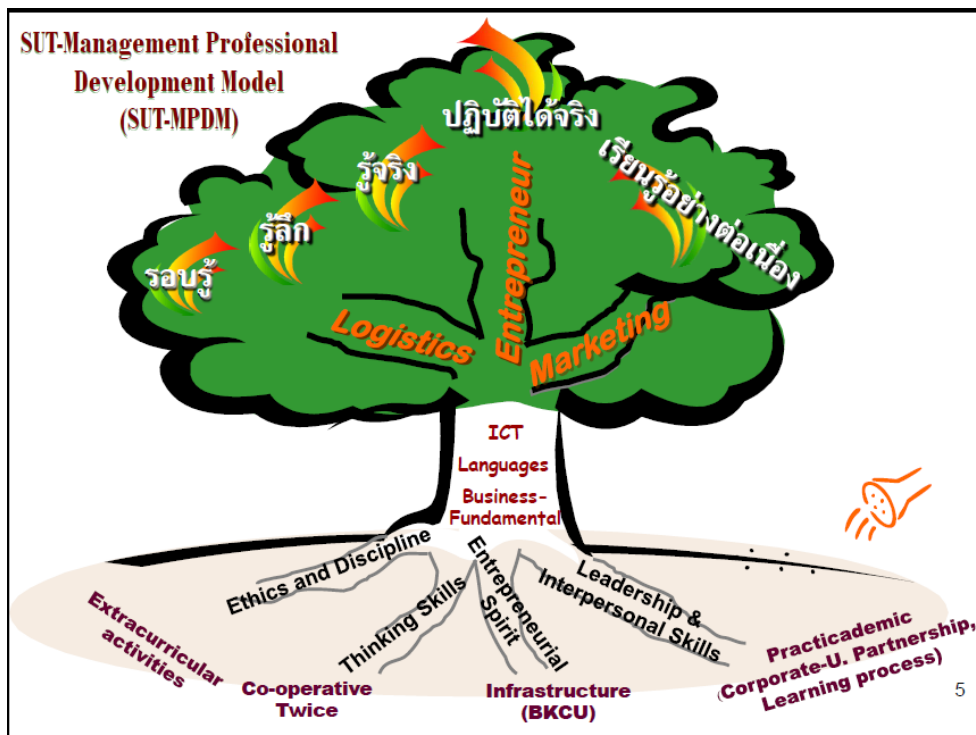 SUT-Management Professional
Development Model
(SUT-MPDM)
ปฏิบัติได้จริง
รู้จริง
รู้ลึก
รอบรู้
เรียนรู้อย่างต่อเนื่อง
Logistics
Entrepreneur
Marketing
ICT
Languages
Business-
Fundamental
Ethics and Discipline
Thinking Skills
Entrepreneurial
Spirit
Leadership &
Interpersonal Skills
Extracurricular
activities
Co-operative
Twice
Infrastructure
(BKCU)
Practicademic
(Corporate-U. Partnership,
Learning process)
5